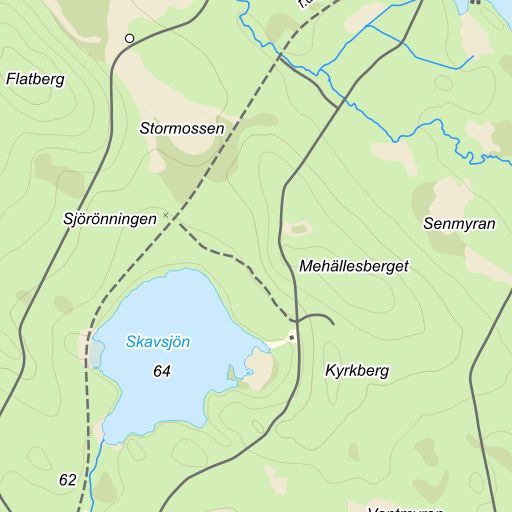 Flatberg
Stormossen
Sjörönningen
Senmyran
Mehällesberget
Skavsjön
64
Kyrkberg
62